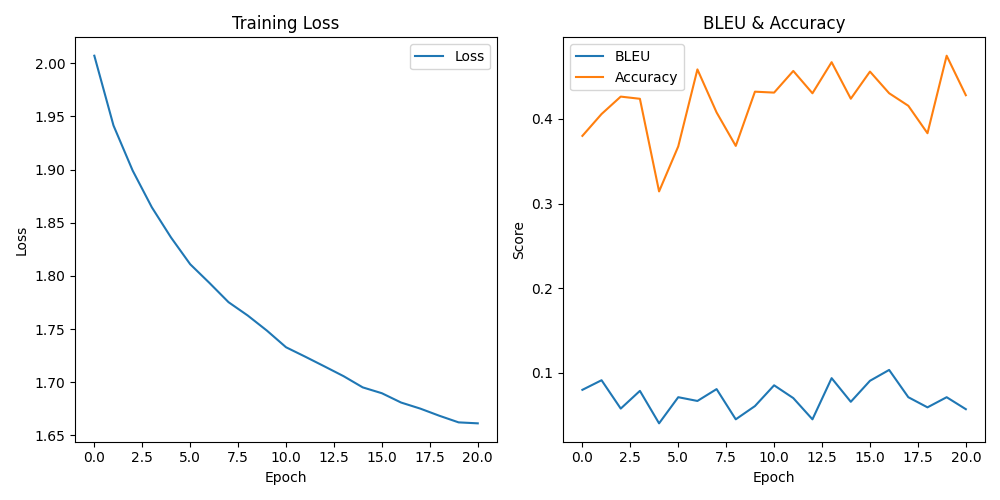 Training Loss
Loss
2.00
1.95
1.90
1.85
1.80
1.75
1.70
1.65
Loss
0.0 2.5 5.0 7.5 10.0 12.5 15.0 17.5 20.0
Epoch
BLEU & Accuracy
BLEU
Accuracy
0.4
0.3
0.2
0.1
Score
0.0 2.5 5.0 7.5 10.0 12.5 15.0 17.5 20.0
Epoch